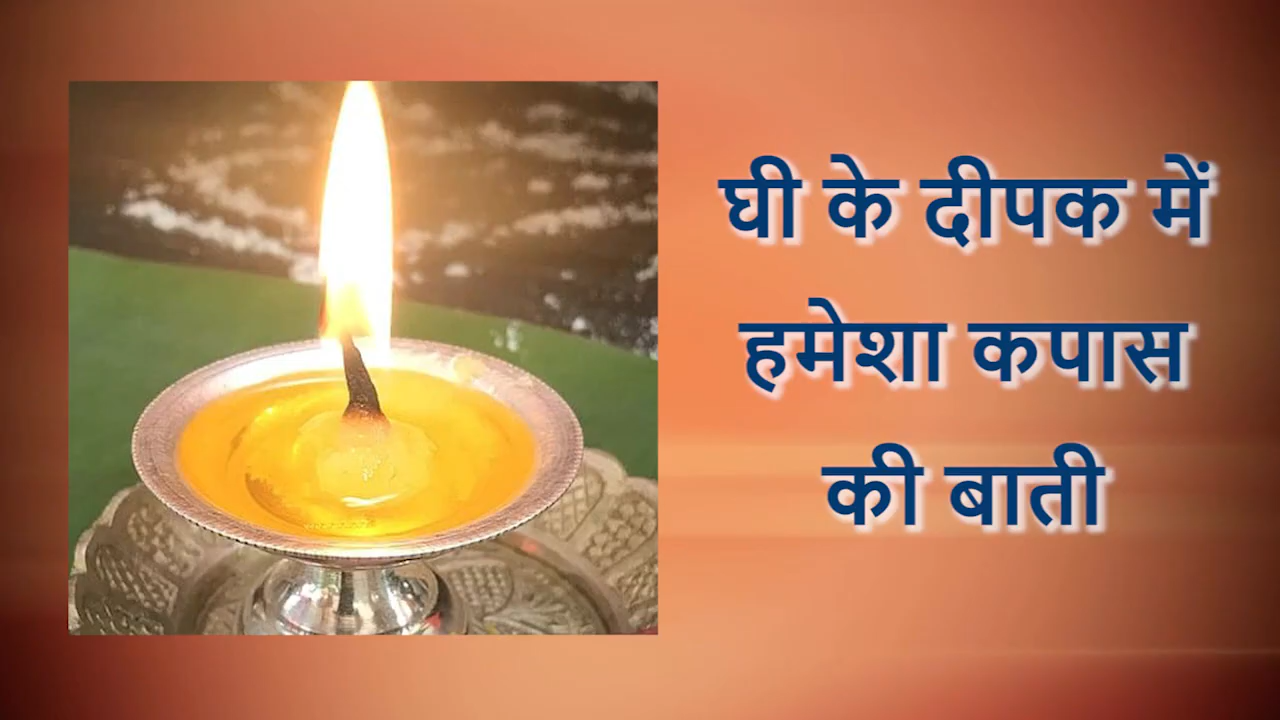 घी के दीपक में
हमेशा कपास
की बाती